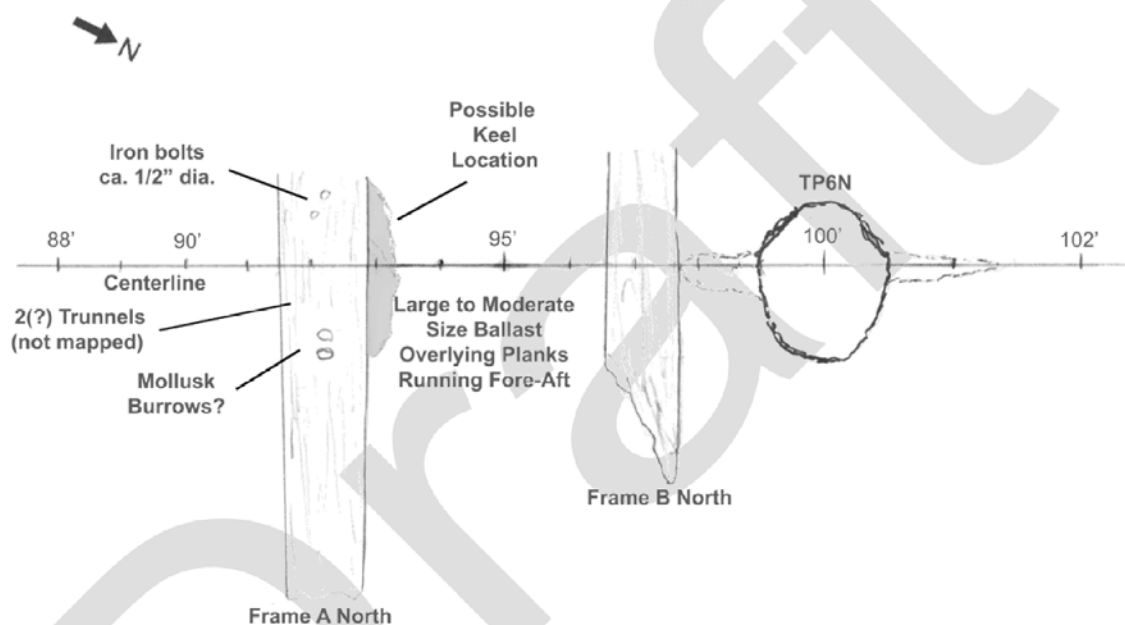 N
Possible
Keel
Location
Iron bolts
ca. 1/2" dia.
TP6N
88'
90'
95'
100'
102'
Centerline
2(?) Trunnels
(not mapped)
Large to Moderate
Size Ballast
Overlying Planks
Running Fore-Aft
Mollusk
Burrows?
Frame B North
Frame A North
Draft